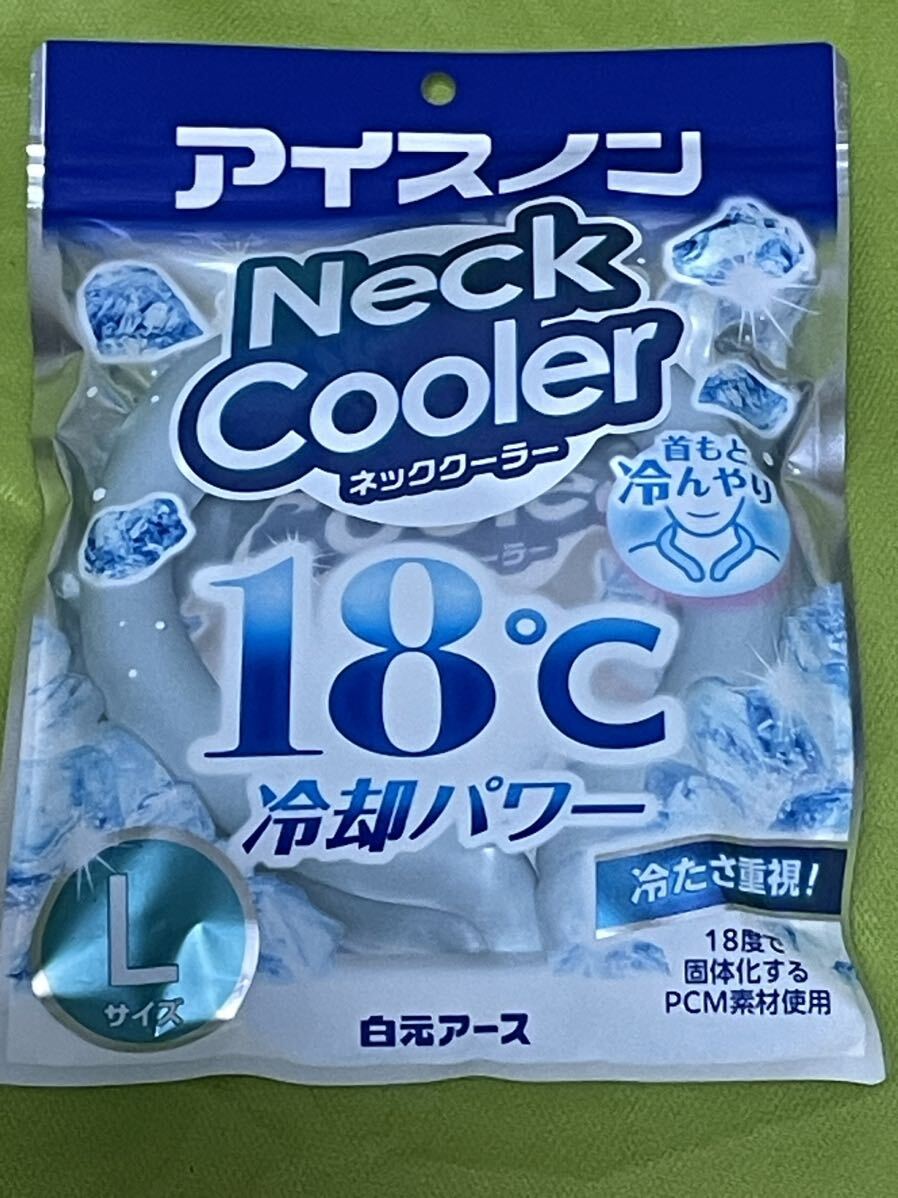 アイスノン
Neck
Cooler
ネッククーラー
首もと
冷んやり
18℃
冷却パワー
冷たさ重視!
18度で
固体化する
PCM素材使用
L
サイズ
白元アース